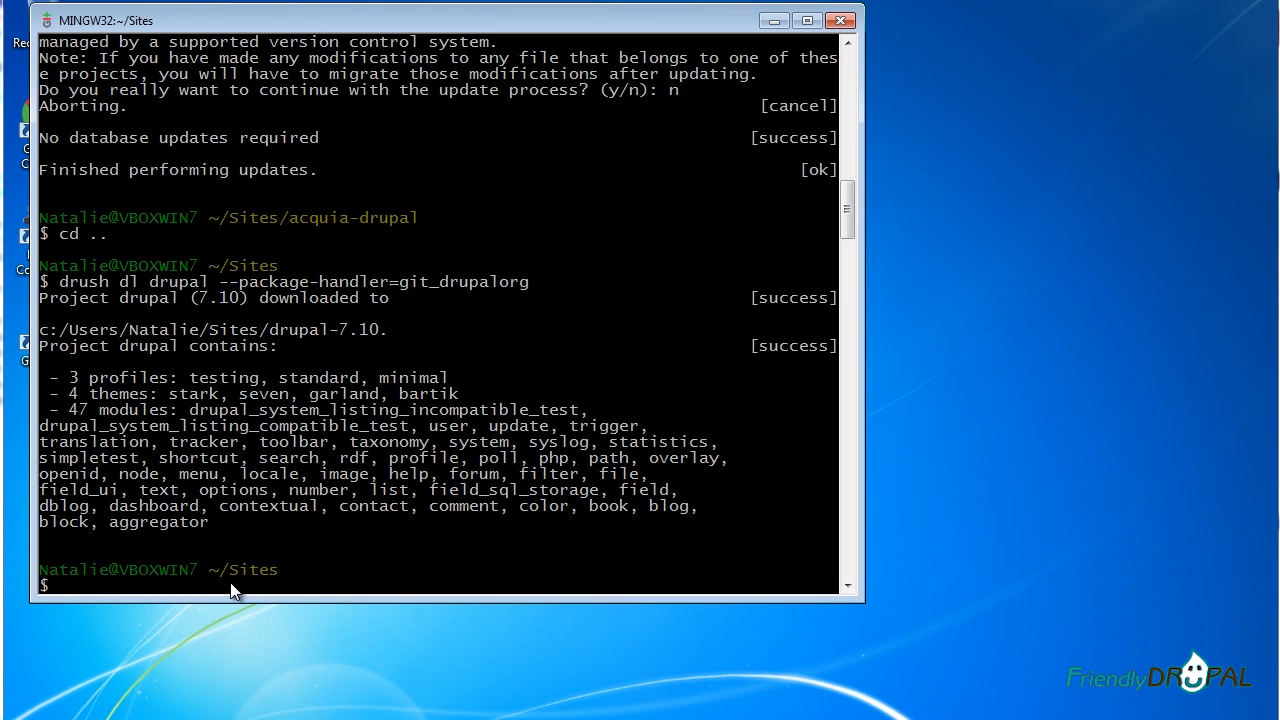 MINGW32:~/Sites
managed by a supported version control system.
Note: If you have made any modifications to any file that belongs to one of thes
e projects, you will have to migrate those modifications after updating.
Do you really want to continue with the update process? (y/n): n
Aborting. [cancel]
No database updates required [success]
Finished performing updates. [ok]
Natalie@VBOXWIN7 ~/Sites/acquia-drupal
$ cd ..
Natalie@VBOXWIN7 ~/Sites
$ drush dl drupal --package-handler=git_drupalorg
Project drupal (7.10) downloaded to [success]
c:/Users/Natalie/Sites/drupal-7.10.
Project drupal contains: [success]
- 3 profiles: testing, standard, minimal
- 4 themes: stark, seven, garland, bartik
- 47 modules: drupal_system_listing_incompatible_test,
drupal_system_listing_compatible_test, user, update, trigger,
translation, tracker, toolbar, taxonomy, system, syslog, statistics,
simpletest, shortcut, search, rdf, profile, poll, php, path, overlay,
openid, node, menu, locale, image, help, forum, filter, file,
field_ui, text, options, number, list, field_sql_storage, field,
dblog, dashboard, contextual, contact, comment, color, book, blog,
block, aggregator
Natalie@VBOXWIN7 ~/Sites
$
FriendlyDRUPAL